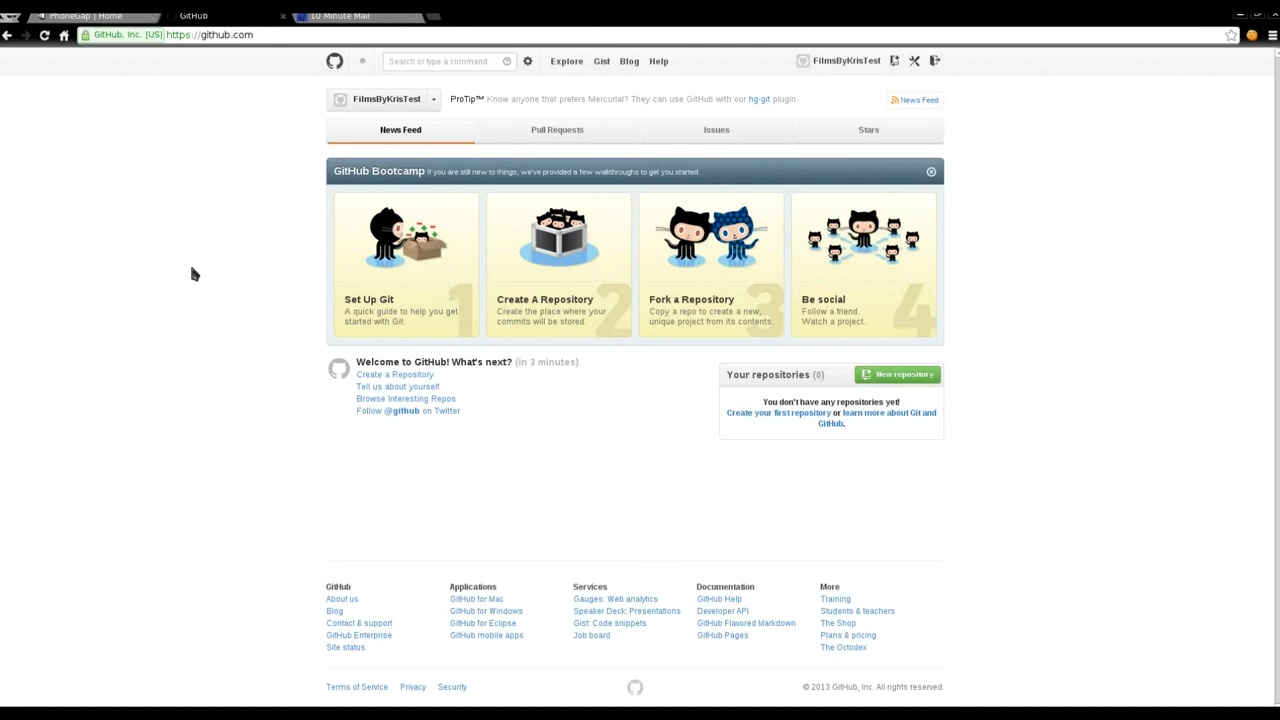 PhoneGap | Home
GitHub
10 Minute Mail
GitHub, Inc. [US] https://github.com
Search or type a command
Explore Gist Blog Help
FilmsByKrisTest
FilmsByKrisTest
ProTip™ Know anyone that prefers Mercurial? They can use GitHub with our hg-git plugin.
News Feed
News Feed
Pull Requests
Issues
Stars
GitHub Bootcamp If you are still new to things, we've provided a few walkthroughs to get you started.
Set Up Git
A quick guide to help you get
started with Git.
1
Create A Repository
Create the place where your
commits will be stored.
2
Fork a Repository
Copy a repo to create a new,
unique project from its contents.
3
Be social
Follow a friend.
Watch a project.
4
Welcome to GitHub! What's next? (in 3 minutes)
Create a Repository
Tell us about yourself
Browse Interesting Repos
Follow @github on Twitter
Your repositories (0)
New repository
You don't have any repositories yet!
Create your first repository or learn more about Git and
GitHub.
GitHub
About us
Blog
Contact & support
GitHub Enterprise
Site status
Applications
GitHub for Mac
GitHub for Windows
GitHub for Eclipse
GitHub mobile apps
Services
Gauges: Web analytics
Speaker Deck: Presentations
Gist: Code snippets
Job board
Documentation
GitHub Help
Developer API
GitHub Flavored Markdown
GitHub Pages
More
Training
Students & teachers
The Shop
Plans & pricing
The Octodex
Terms of Service Privacy Security
© 2013 GitHub, Inc. All rights reserved.